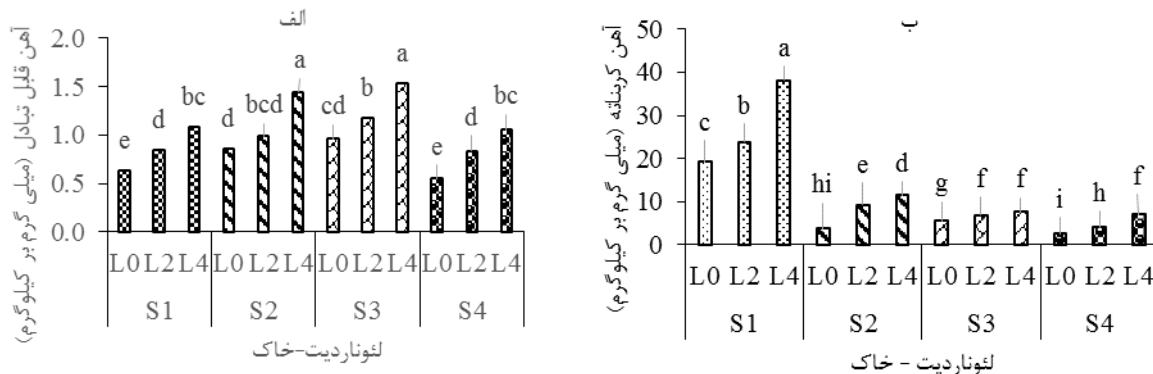 الف
آهن قابل تبادل (میلی گرم بر کیلوگرم)
2.0
1.5
1.0
0.5
0.0
e d bc d bcd a cd b a e d bc
L0 L2 L4 L0 L2 L4 L0 L2 L4 L0 L2 L4
S1 S2 S3 S4
لئوناردیت-خاک
ب
آهن کربناته (میلی گرم بر کیلوگرم)
50
40
30
20
10
0
c b a hi e d g f f i h f
L0 L2 L4 L0 L2 L4 L0 L2 L4 L0 L2 L4
S1 S2 S3 S4
لئوناردیت - خاک